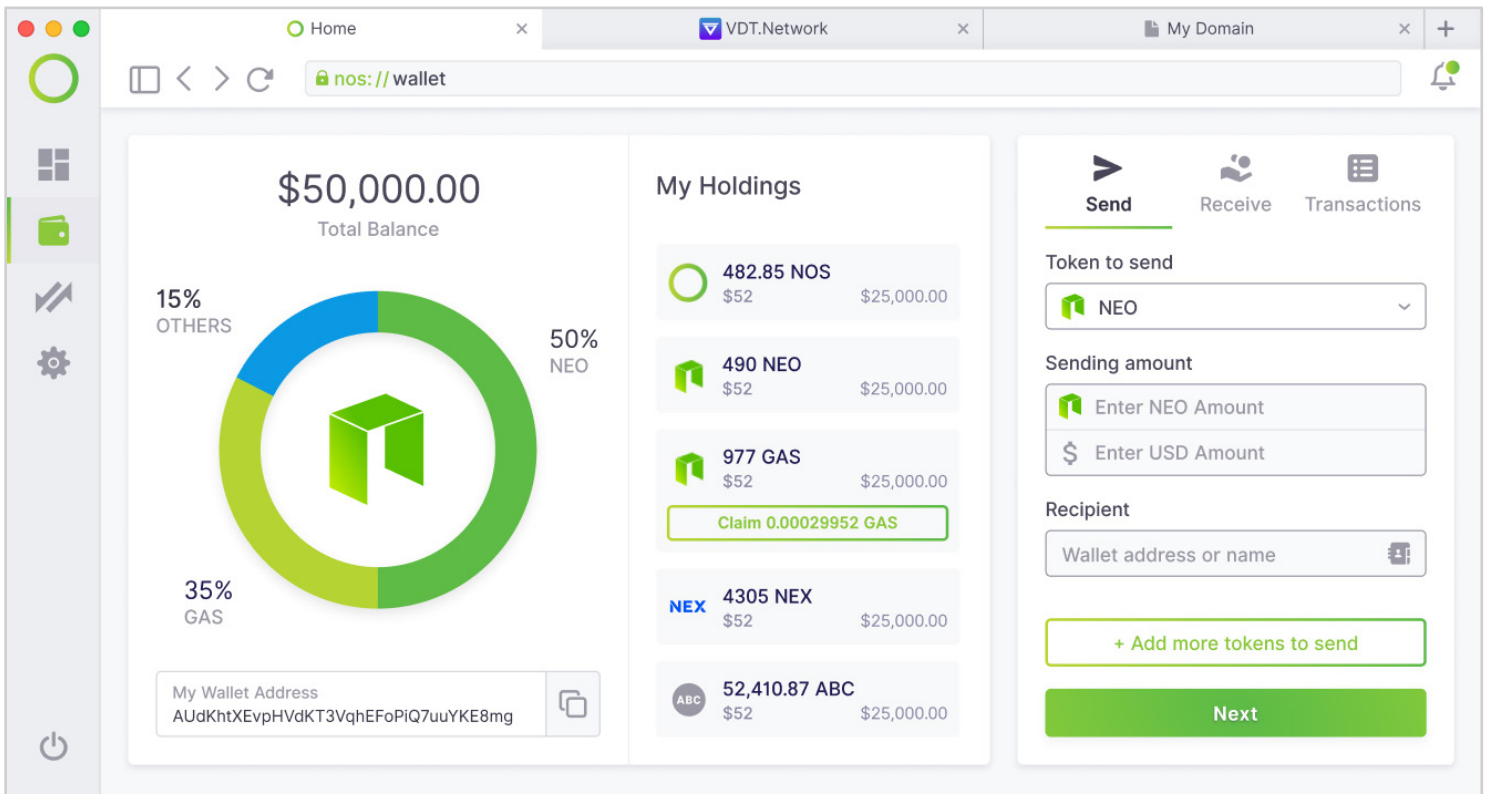 Home
VDT.Network
My Domain
nos:// wallet
$50,000.00
Total Balance
15%
OTHERS
50%
NEO
35%
GAS
My Wallet Address
AUdKhtXEvpHVdKT3VqhEFoPiQ7uuYKE8mg
My Holdings
482.85 NOS
$52 $25,000.00
490 NEO
$52 $25,000.00
977 GAS
$52 $25,000.00
Claim 0.00029952 GAS
NEX
4305 NEX
$52 $25,000.00
ABC
52,410.87 ABC
$52 $25,000.00
Send Receive Transactions
Token to send
NEO
Sending amount
Enter NEO Amount
$ Enter USD Amount
Recipient
Wallet address or name
+ Add more tokens to send
Next